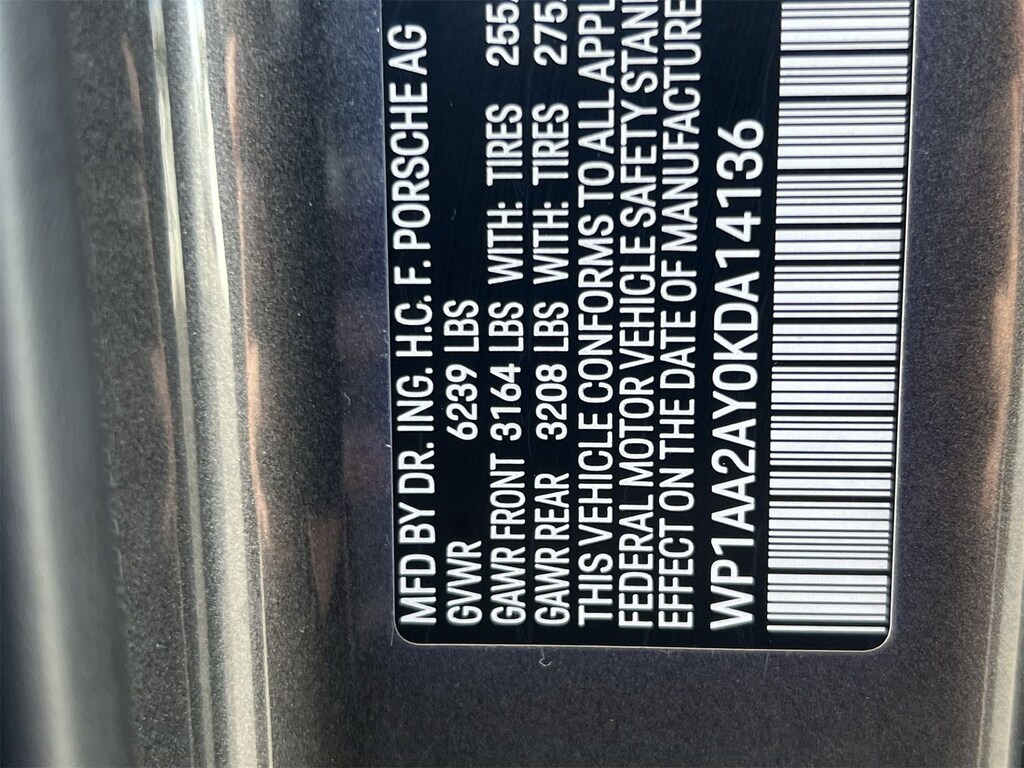 MFD BY DR. ING. H.C. F. PORSCHE AG
GVWR 6239 LBS
GAWR FRONT 3164 LBS WITH: TIRES 255
GAWR REAR 3208 LBS WITH: TIRES 275
THIS VEHICLE CONFORMS TO ALL APPL
FEDERAL MOTOR VEHICLE SAFETY STAN
EFFECT ON THE DATE OF MANUFACTURE
WP1AA2AY0KDA14136